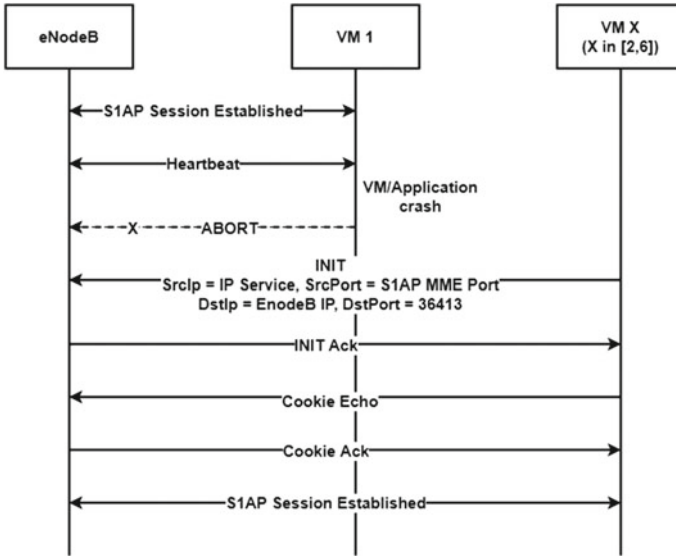 eNodeB
VM 1
VM X
(X in [2,6])
S1AP Session Established
Heartbeat
VM/Application
crash
X
ABORT
INIT
SrcIp = IP Service, SrcPort = S1AP MME Port
DstIp = EnodeB IP, DstPort = 36413
INIT Ack
Cookie Echo
Cookie Ack
S1AP Session Established